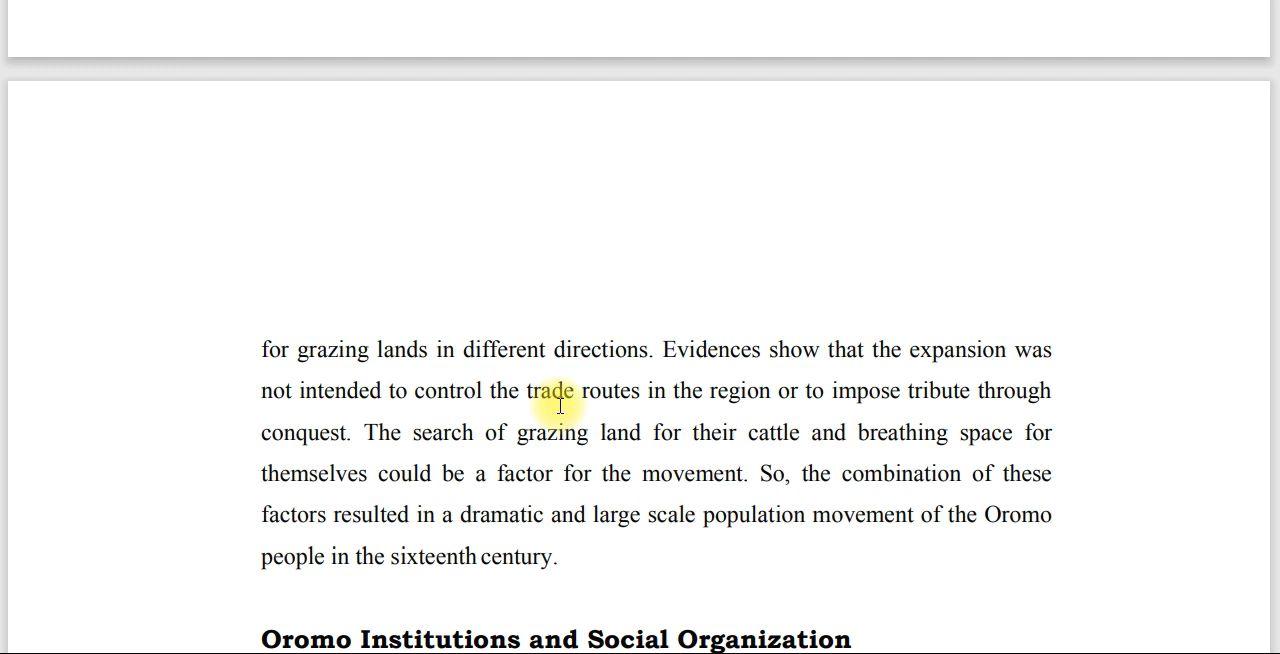 for grazing lands in different directions. Evidences show that the expansion was
not intended to control the trade routes in the region or to impose tribute through
conquest. The search of grazing land for their cattle and breathing space for
themselves could be a factor for the movement. So, the combination of these
factors resulted in a dramatic and large scale population movement of the Oromo
people in the sixteenth century.
Oromo Institutions and Social Organization